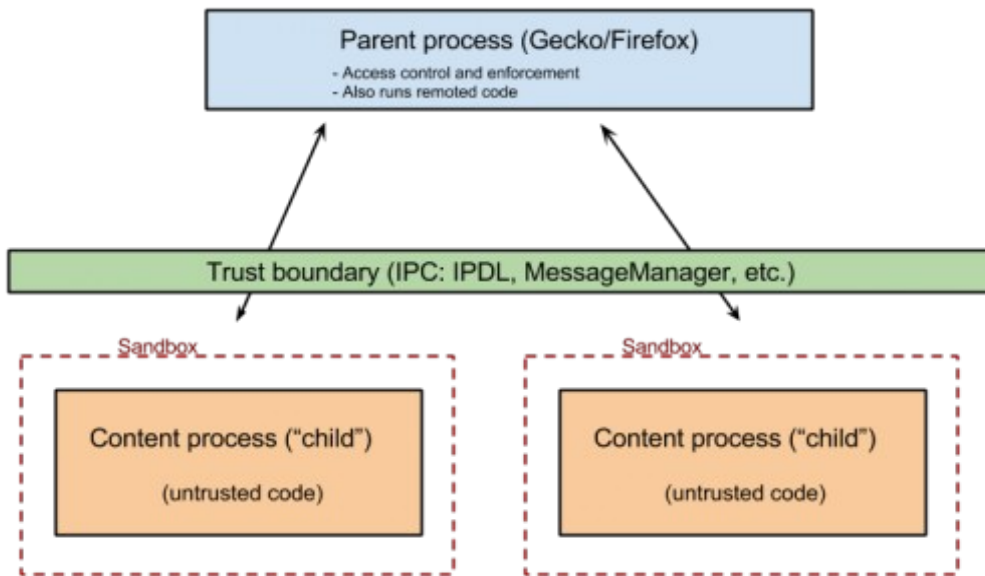 Parent process (Gecko/Firefox)
- Access control and enforcement
- Also runs remoted code
Trust boundary (IPC: IPDL, MessageManager, etc.)
Sandbox
Content process (“child”)
(untrusted code)
Sandbox
Content process (“child”)
(untrusted code)